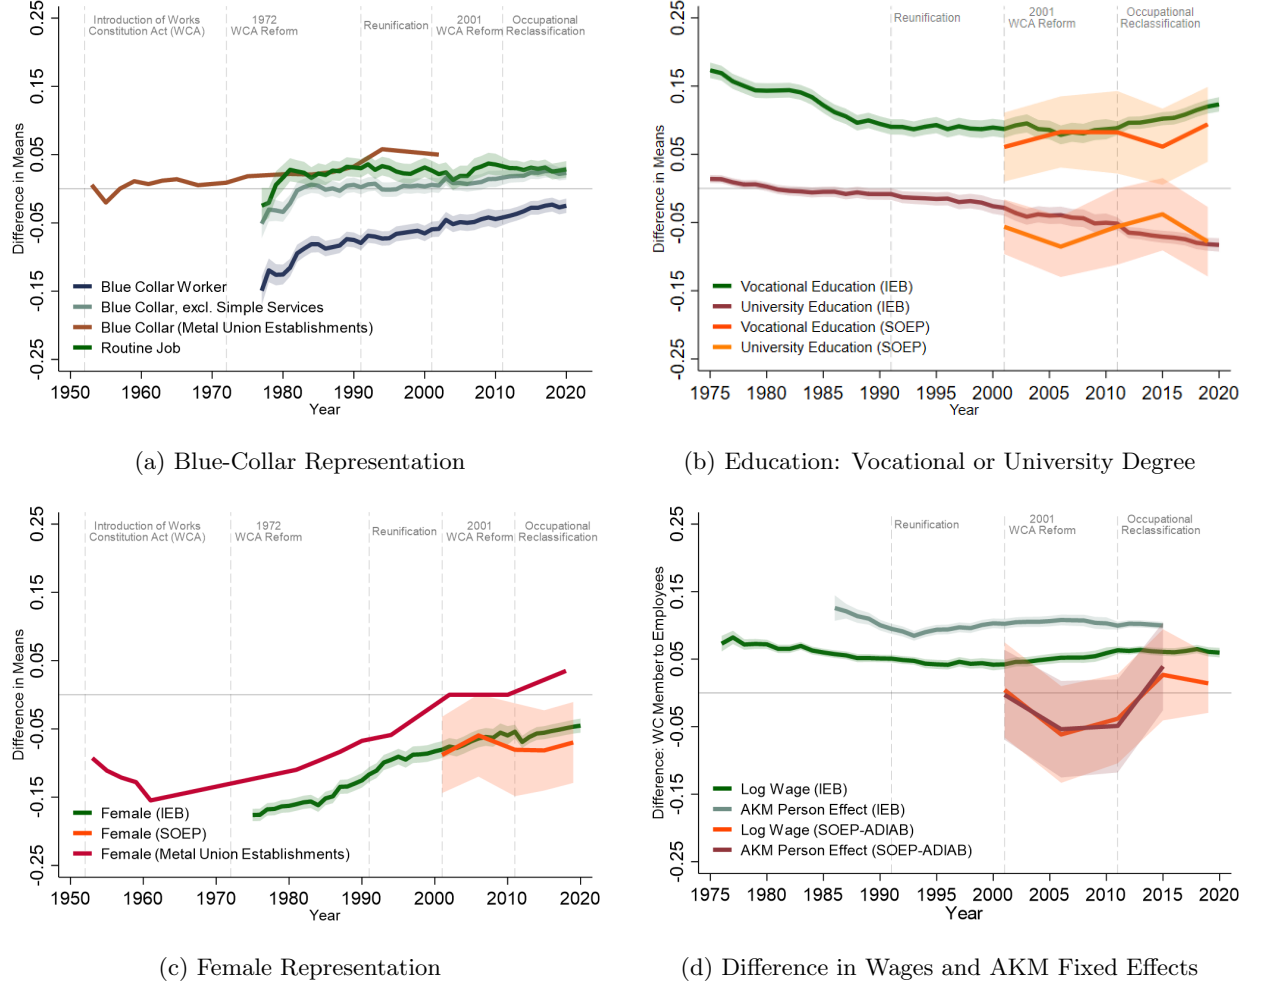 0.25
0.15
0.05
-0.05
-0.15
-0.25
Difference in Means
Introduction of Works
Constitution Act (WCA)
1972
WCA Reform
Reunification
2001
WCA Reform
Occupational
Reclassification
Blue Collar Worker
Blue Collar, excl. Simple Services
Blue Collar (Metal Union Establishments)
Routine Job
1950 1960 1970 1980 1990 2000 2010 2020
Year
(a) Blue-Collar Representation
0.25
0.15
0.05
-0.05
-0.15
-0.25
Difference in Means
Reunification
2001
WCA Reform
Occupational
Reclassification
Vocational Education (IEB)
University Education (IEB)
Vocational Education (SOEP)
University Education (SOEP)
1975 1980 1985 1990 1995 2000 2005 2010 2015 2020
Year
(b) Education: Vocational or University Degree
0.25
0.15
0.05
-0.05
-0.15
-0.25
Difference in Means
Introduction of Works
Constitution Act (WCA)
1972
WCA Reform
Reunification
2001
WCA Reform
Occupational
Reclassification
Female (IEB)
Female (SOEP)
Female (Metal Union Establishments)
1950 1960 1970 1980 1990 2000 2010 2020
Year
(c) Female Representation
0.25
0.15
0.05
-0.05
-0.15
-0.25
Difference: WC Member to Employees
Reunification
2001
WCA Reform
Occupational
Reclassification
Log Wage (IEB)
AKM Person Effect (IEB)
Log Wage (SOEP-ADIAB)
AKM Person Effect (SOEP-ADIAB)
1975 1980 1985 1990 1995 2000 2005 2010 2015 2020
Year
(d) Difference in Wages and AKM Fixed Effects